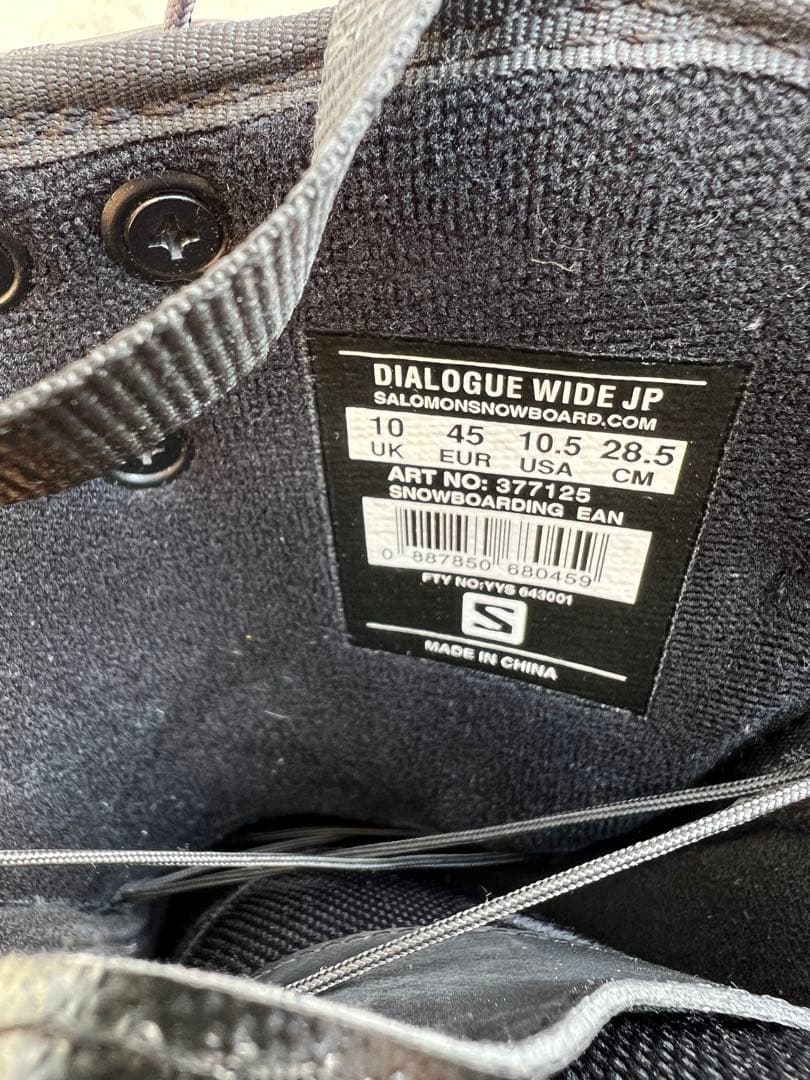 DIALOGUE WIDE JP
SALOMONSNOWBOARD.COM
10 45 10.5 28.5
UK EUR USA CM
ART NO: 377125
SNOWBOARDING EAN
0 887850 680459
FTY NO:YYS 643001
S
MADE IN CHINA